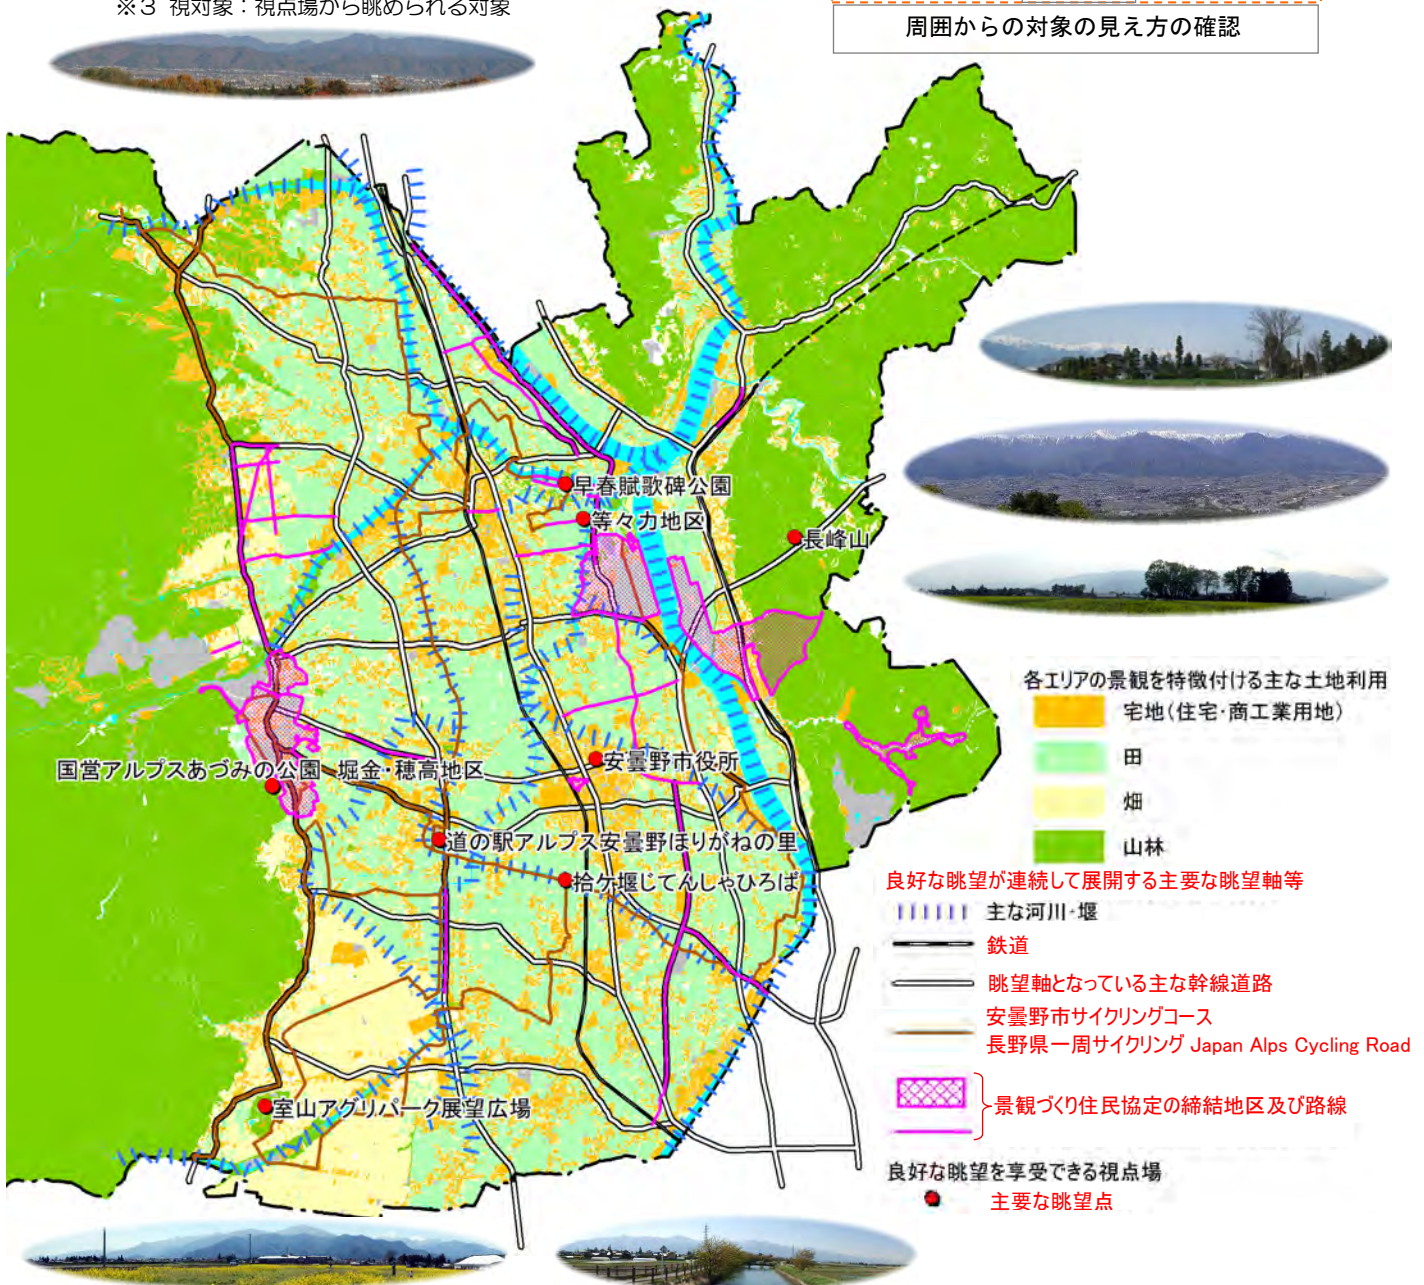 ※3 視対象：視点場から眺められる対象
周囲からの対象の見え方の確認
早春賦歌碑公園
等々力地区
長峰山
国営アルプスあづみの公園 堀金・穂高地区
安曇野市役所
道の駅アルプス安曇野ほりがねの里
拾ケ堰じてんしゃひろば
室山アグリパーク展望広場
各エリアの景観を特徴付ける主な土地利用
宅地(住宅・商工業用地)
田
畑
山林
良好な眺望が連続して展開する主要な眺望軸等
主な河川・堰
鉄道
眺望軸となっている主な幹線道路
安曇野市サイクリングコース
長野県一周サイクリング Japan Alps Cycling Road
景観づくり住民協定の締結地区及び路線
良好な眺望を享受できる視点場
主要な眺望点